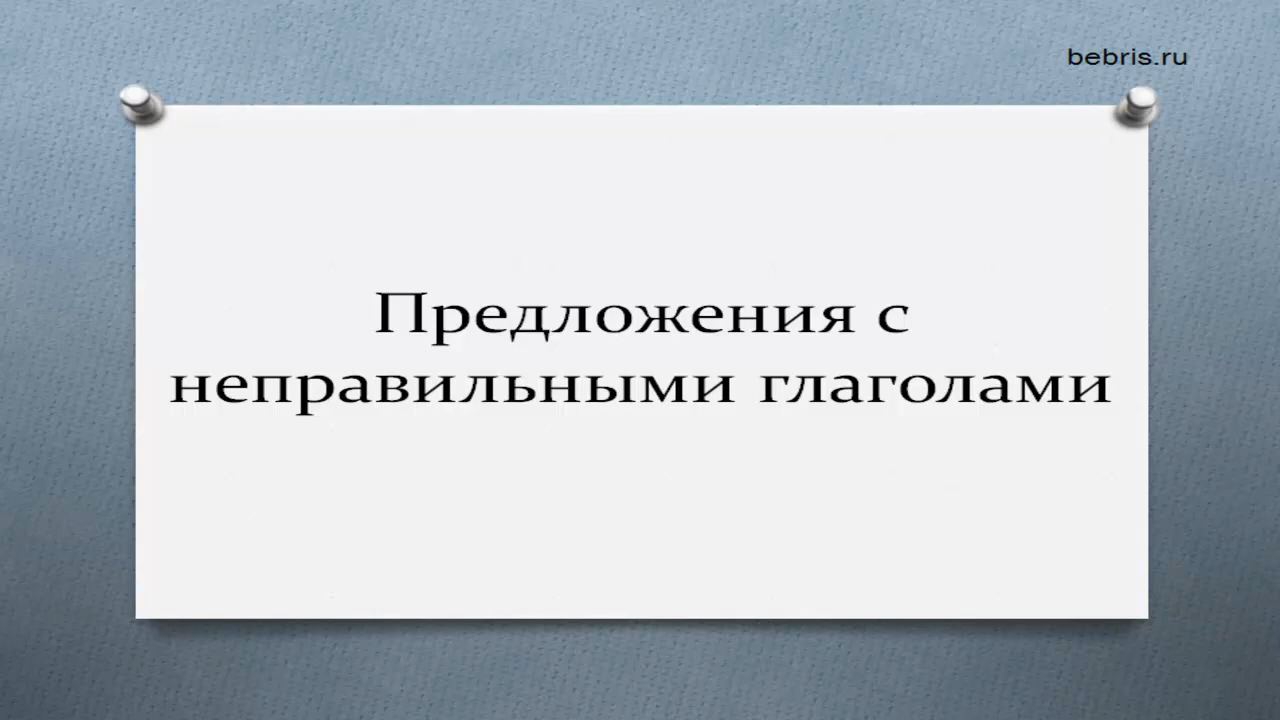 bebris.ru
Предложения с
неправильными глаголами